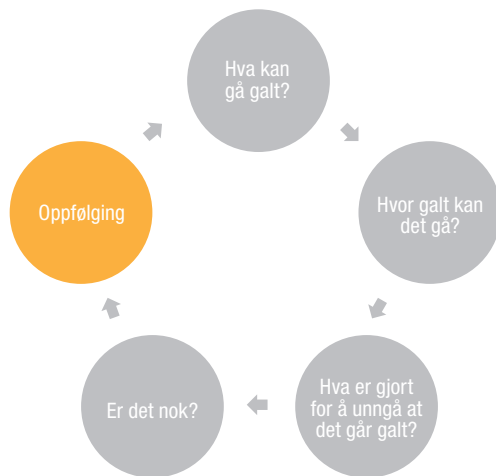 Hva kan
gå galt?
Hvor galt kan
det gå?
Hva er gjort
for å unngå at
det går galt?
Er det nok?
Oppfølging